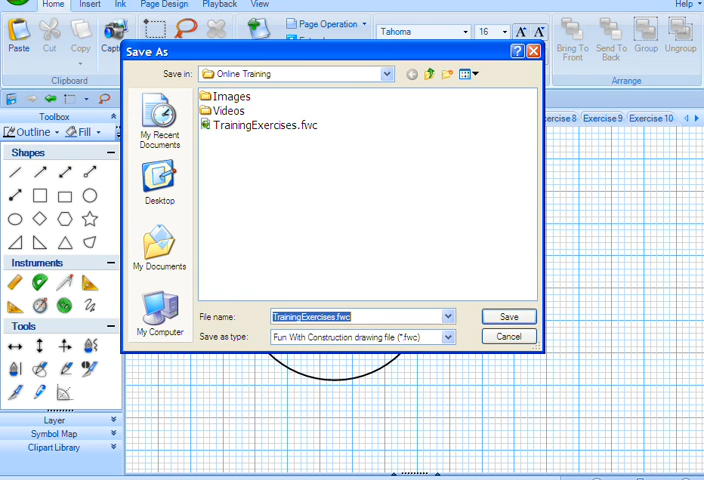 Home Insert Ink Page Design Playback View Help
Paste Cut Copy
Clipboard
Page Operation
Tahoma 16 A A
Bring To Front
Send To Back
Group
Ungroup
Arrange
Save As
Save in: Online Training
My Recent Documents
Desktop
My Documents
My Computer
Images
Videos
TrainingExercises.fwc
File name: TrainingExercises.fwc Save
Save as type: Fun With Construction drawing file (*.fwc) Cancel
Exercise 9 Exercise 10
Toolbox
Outline Fill
Shapes
Instruments
Tools
Layer
Symbol Map
Clipart Library